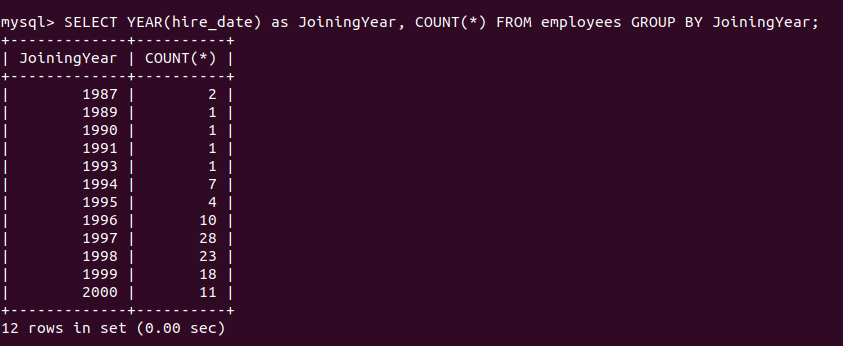 mysql> SELECT YEAR(hire_date) as JoiningYear, COUNT(*) FROM employees GROUP BY JoiningYear;
+-------------+----------+
| JoiningYear | COUNT(*) |
+-------------+----------+
|        1987 |        2 |
|        1989 |        1 |
|        1990 |        1 |
|        1991 |        1 |
|        1993 |        1 |
|        1994 |        7 |
|        1995 |        4 |
|        1996 |       10 |
|        1997 |       28 |
|        1998 |       23 |
|        1999 |       18 |
|        2000 |       11 |
+-------------+----------+
12 rows in set (0.00 sec)